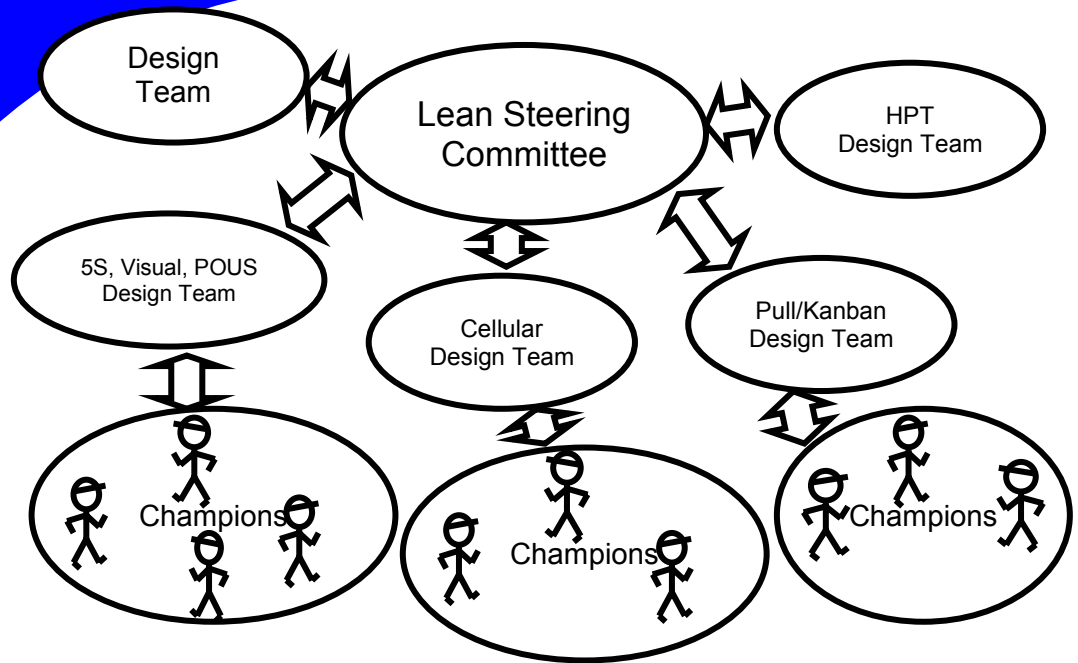 Design
Team
Lean Steering
Committee
HPT
Design Team
5S, Visual, POUS
Design Team
Cellular
Design Team
Pull/Kanban
Design Team
Champions
Champions
Champions